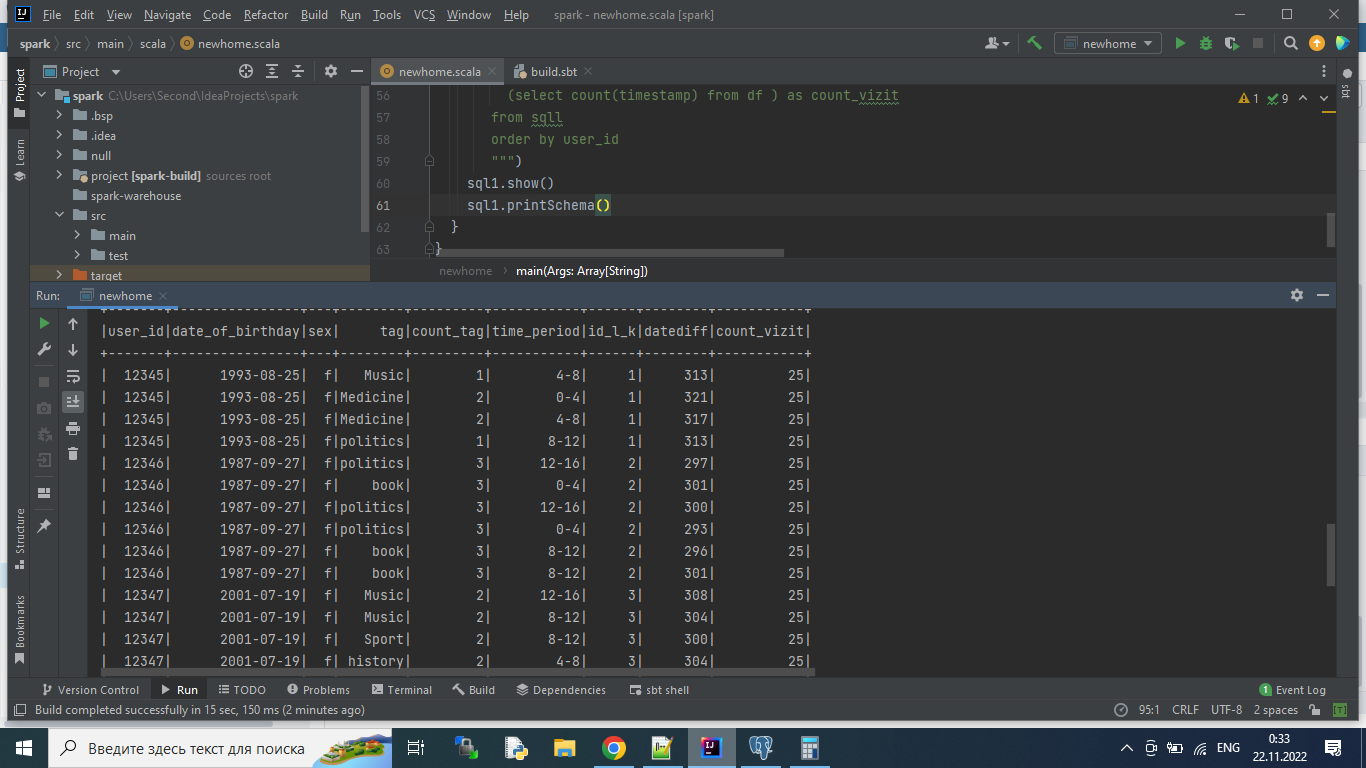 File Edit View Navigate Code Refactor Build Run Tools VCS Window Help spark - newhome.scala [spark]
spark src main scala newhome.scala newhome
Project newhome.scala build.sbt
Project
sbt
Learn
spark C:\Users\Second\IdeaProjects\spark
.bsp
.idea
null
project [spark-build] sources root
spark-warehouse
src
main
test
target
56 (select count(timestamp) from df ) as count_vizit
57 from sqll
58 order by user_id
59 """)
60 sql1.show()
61 sql1.printSchema()
62 }
63 }
1 9
newhome main(Args: Array[String])
Run: newhome
|user_id|date_of_birthday|sex| tag|count_tag|time_period|id_l_k|datediff|count_vizit|
+-------+----------------+---+--------+---------+-----------+------+--------+-----------+
| 12345| 1993-08-25| f| Music| 1| 4-8| 1| 313| 25|
| 12345| 1993-08-25| f|Medicine| 2| 0-4| 1| 321| 25|
| 12345| 1993-08-25| f|Medicine| 2| 4-8| 1| 317| 25|
| 12345| 1993-08-25| f|politics| 1| 8-12| 1| 313| 25|
| 12346| 1987-09-27| f|politics| 3| 12-16| 2| 297| 25|
| 12346| 1987-09-27| f| book| 3| 0-4| 2| 301| 25|
| 12346| 1987-09-27| f|politics| 3| 12-16| 2| 300| 25|
| 12346| 1987-09-27| f|politics| 3| 0-4| 2| 293| 25|
| 12346| 1987-09-27| f| book| 3| 8-12| 2| 296| 25|
| 12346| 1987-09-27| f| book| 3| 8-12| 2| 301| 25|
| 12347| 2001-07-19| f| Music| 2| 12-16| 3| 308| 25|
| 12347| 2001-07-19| f| Music| 2| 8-12| 3| 304| 25|
| 12347| 2001-07-19| f| Sport| 2| 8-12| 3| 300| 25|
| 12347| 2001-07-19| f| history| 2| 4-8| 3| 304| 25|
Structure
Bookmarks
Version Control Run TODO Problems Terminal Build Dependencies sbt shell 1 Event Log
Build completed successfully in 15 sec, 150 ms (2 minutes ago) 95:1 CRLF UTF-8 2 spaces
Введите здесь текст для поиска
ENG 0:33
22.11.2022